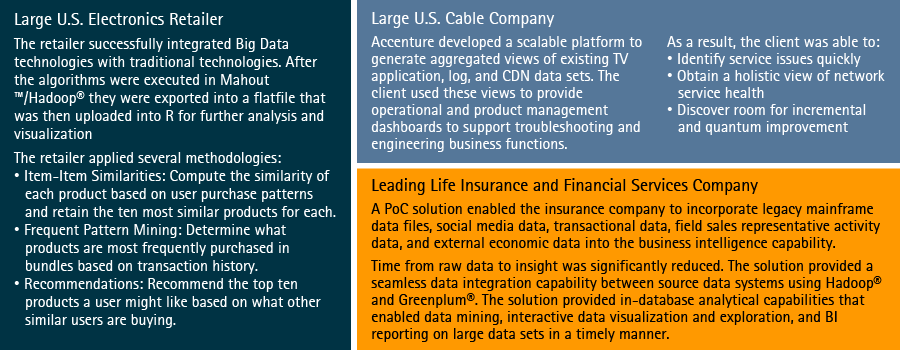 Large U.S. Electronics Retailer
The retailer successfully integrated Big Data
technologies with traditional technologies. After
the algorithms were executed in Mahout
™/Hadoop® they were exported into a flatfile that
was then uploaded into R for further analysis and
visualization
The retailer applied several methodologies:
• Item-Item Similarities: Compute the similarity of
each product based on user purchase patterns
and retain the ten most similar products for each.
• Frequent Pattern Mining: Determine what
products are most frequently purchased in
bundles based on transaction history.
• Recommendations: Recommend the top ten
products a user might like based on what other
similar users are buying.
Large U.S. Cable Company
Accenture developed a scalable platform to
generate aggregated views of existing TV
application, log, and CDN data sets. The
client used these views to provide
operational and product management
dashboards to support troubleshooting and
engineering business functions.
As a result, the client was able to:
• Identify service issues quickly
• Obtain a holistic view of network
service health
• Discover room for incremental
and quantum improvement
Leading Life Insurance and Financial Services Company
A PoC solution enabled the insurance company to incorporate legacy mainframe
data files, social media data, transactional data, field sales representative activity
data, and external economic data into the business intelligence capability.
Time from raw data to insight was significantly reduced. The solution provided a
seamless data integration capability between source data systems using Hadoop®
and Greenplum®. The solution provided in-database analytical capabilities that
enabled data mining, interactive data visualization and exploration, and BI
reporting on large data sets in a timely manner.